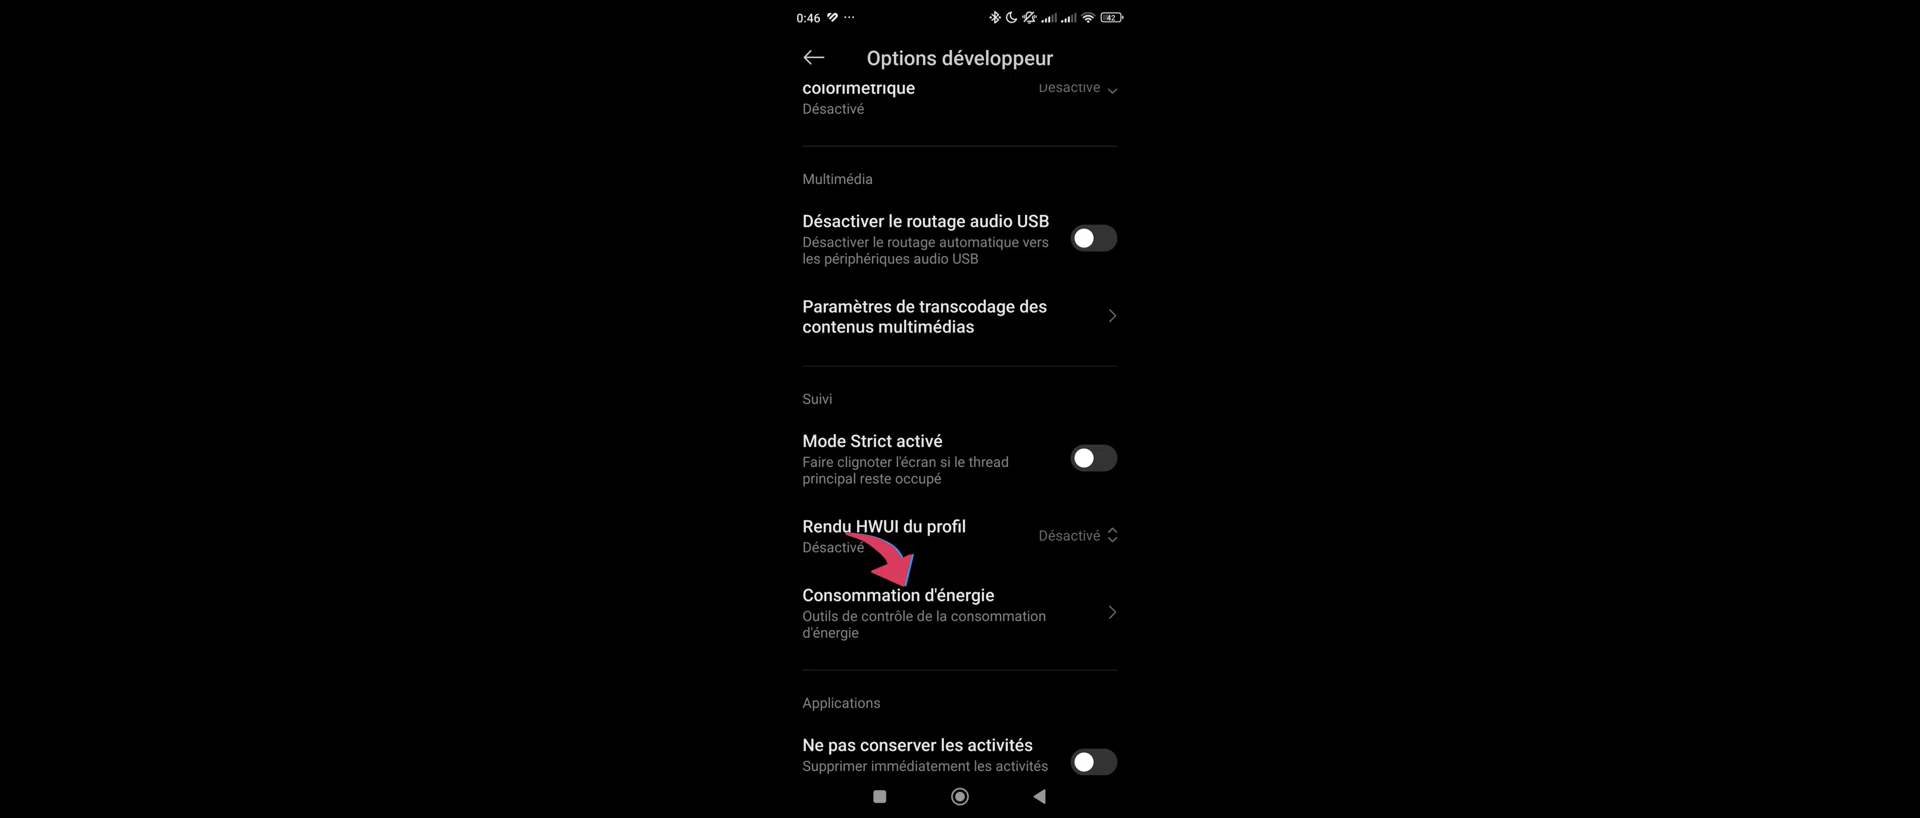 0:46
42
Options développeur
colorimétrique
Désactivé
Désactivé
Multimédia
Désactiver le routage audio USB
Désactiver le routage automatique vers
les périphériques audio USB
Paramètres de transcodage des
contenus multimédias
Suivi
Mode Strict activé
Faire clignoter l'écran si le thread
principal reste occupé
Rendu HWUI du profil
Désactivé
Désactivé
Consommation d'énergie
Outils de contrôle de la consommation
d'énergie
Applications
Ne pas conserver les activités
Supprimer immédiatement les activités